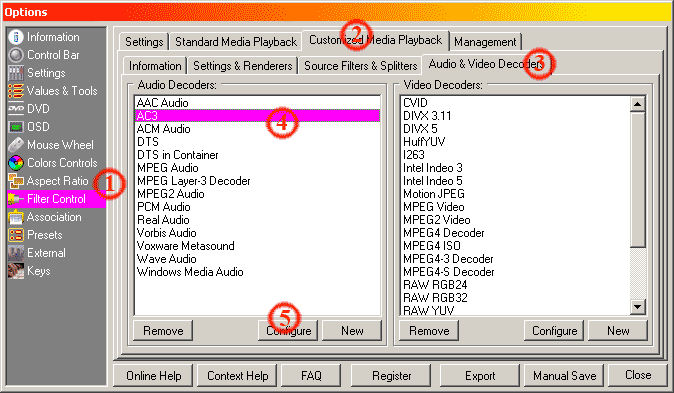 Options
Information
Control Bar
Settings
Values & Tools
DVD
OSD
Mouse Wheel
Colors Controls
Aspect Ratio
1
Filter Control
Association
Presets
External
Keys
Settings
Standard Media Playback
Customized Media Playback
2
Management
Information
Settings & Renderers
Source Filters & Splitters
Audio & Video Decoders
3
Audio Decoders:
AAC Audio
AC3
4
ACM Audio
DTS
DTS in Container
MPEG Audio
MPEG Layer-3 Decoder
MPEG2 Audio
PCM Audio
Real Audio
Vorbis Audio
Voxware Metasound
Wave Audio
Windows Media Audio
5
Remove
Configure
New
Video Decoders:
CVID
DIVX 3.11
DIVX 5
HuffYUV
I263
Intel Indeo 3
Intel Indeo 5
Motion JPEG
MPEG Video
MPEG2 Video
MPEG4 Decoder
MPEG4 ISO
MPEG4-3 Decoder
MPEG4-S Decoder
RAW RGB24
RAW RGB32
RAW YUV
Remove
Configure
New
Online Help
Context Help
FAQ
Register
Export
Manual Save
Close